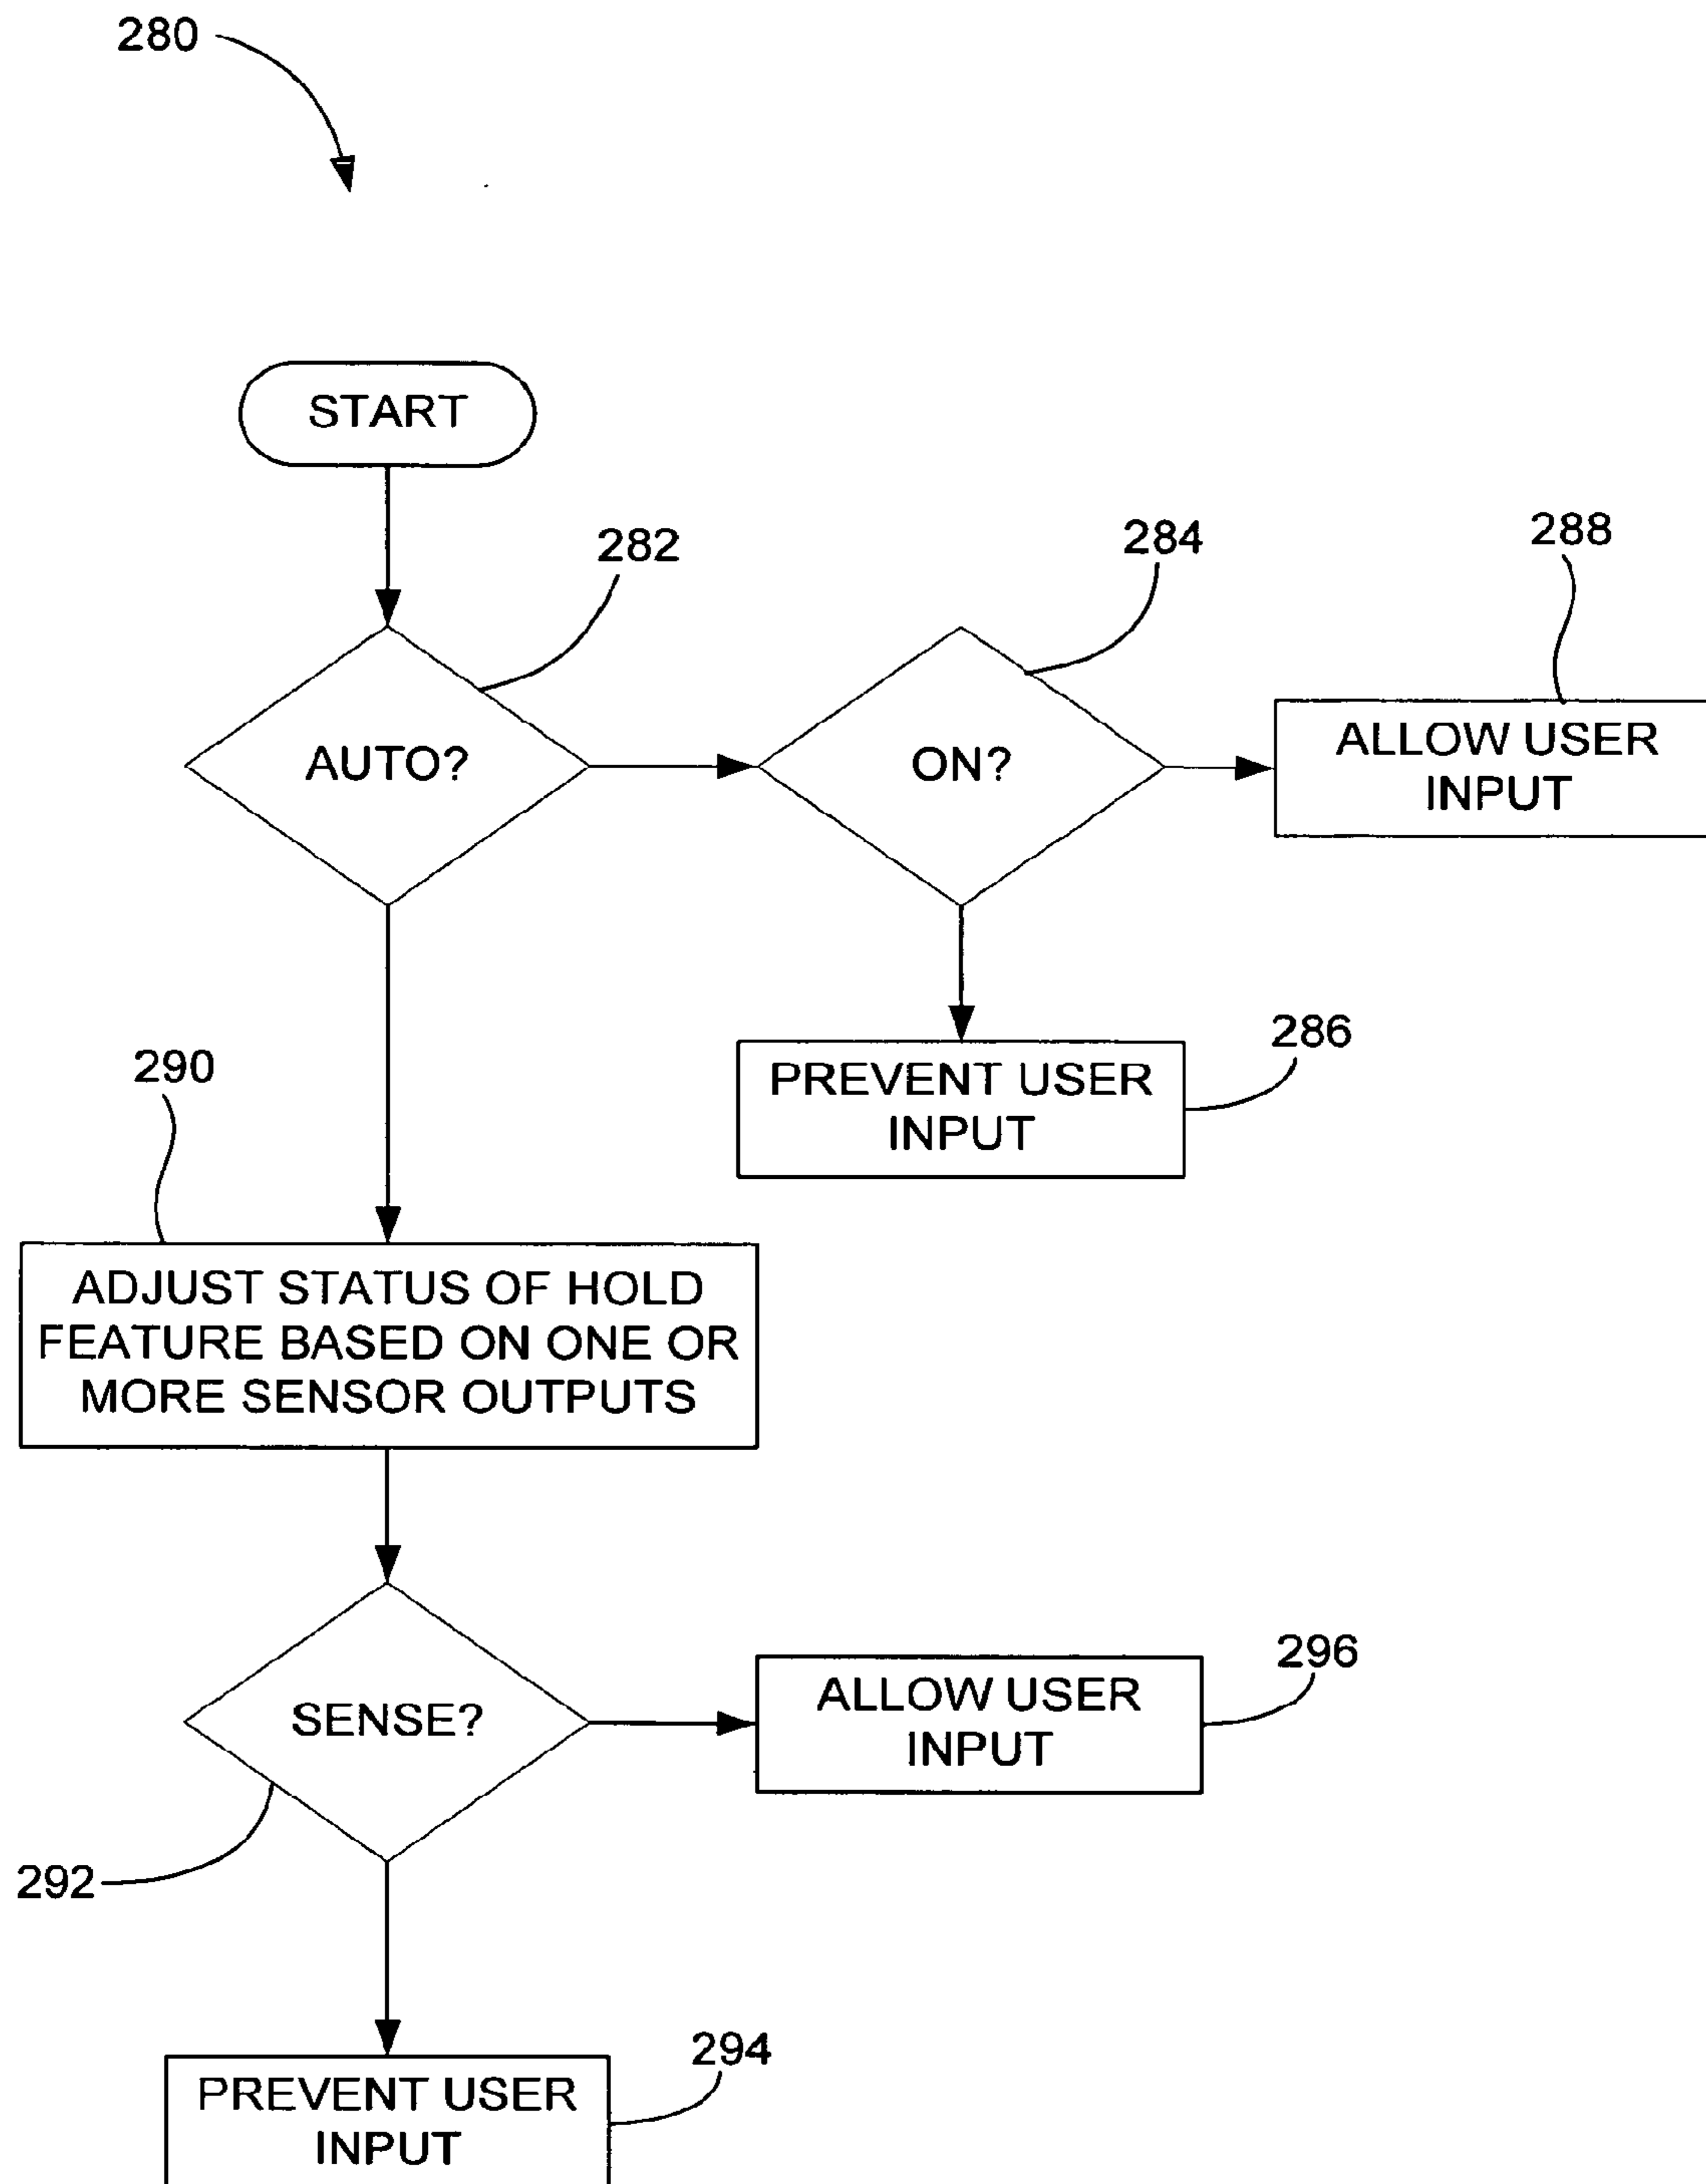 280
START
282
284
288
AUTO?
ON?
ALLOW USER
INPUT
286
PREVENT USER
INPUT
290
ADJUST STATUS OF HOLD
FEATURE BASED ON ONE OR
MORE SENSOR OUTPUTS
296
SENSE?
ALLOW USER
INPUT
292
294
PREVENT USER
INPUT